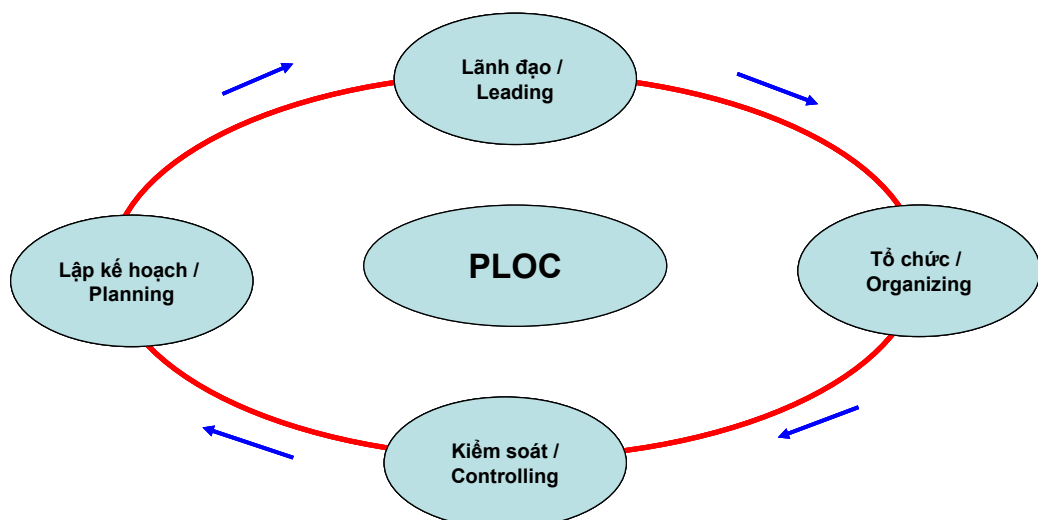 Lãnh đạo /
Leading
Lập kế hoạch /
Planning
PLOC
Tổ chức /
Organizing
Kiểm soát /
Controlling